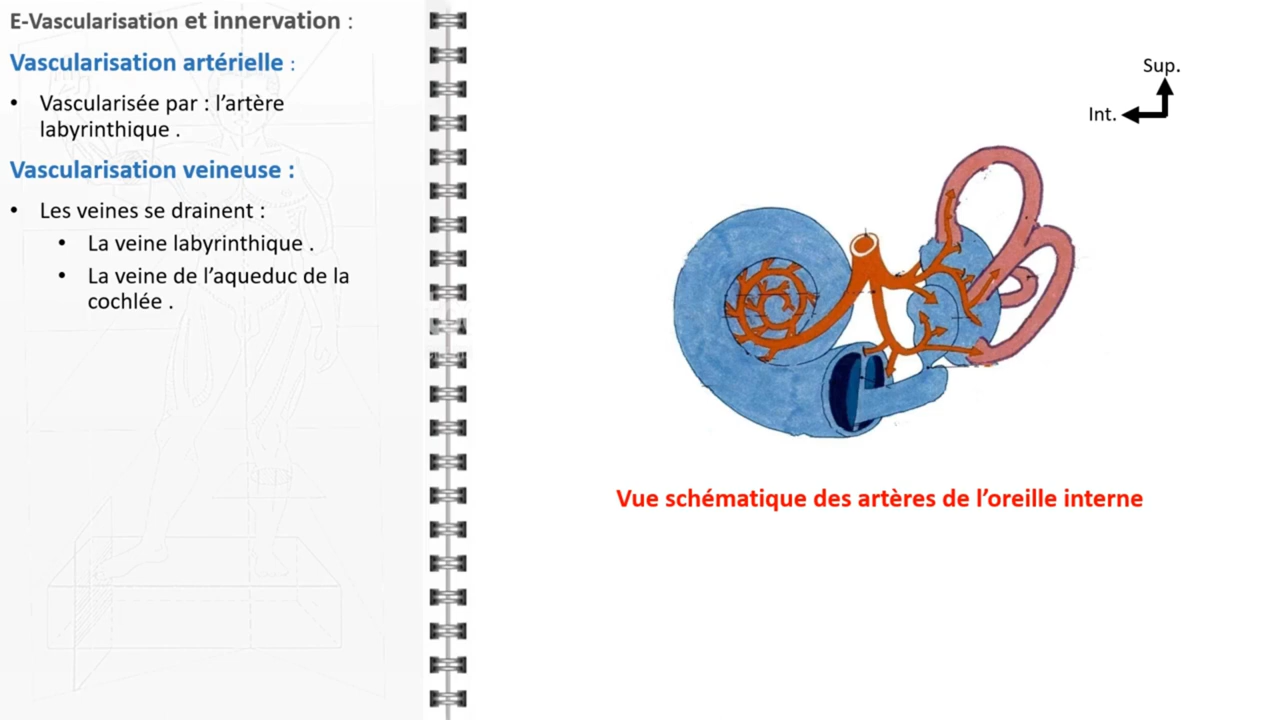 E-Vascularisation et innervation :
Vascularisation artérielle :
• Vascularisée par : l’artère
labyrinthique .
Vascularisation veineuse :
• Les veines se drainent :
• La veine labyrinthique .
• La veine de l’aqueduc de la
cochlée .
Sup.
Int.
Vue schématique des artères de l’oreille interne